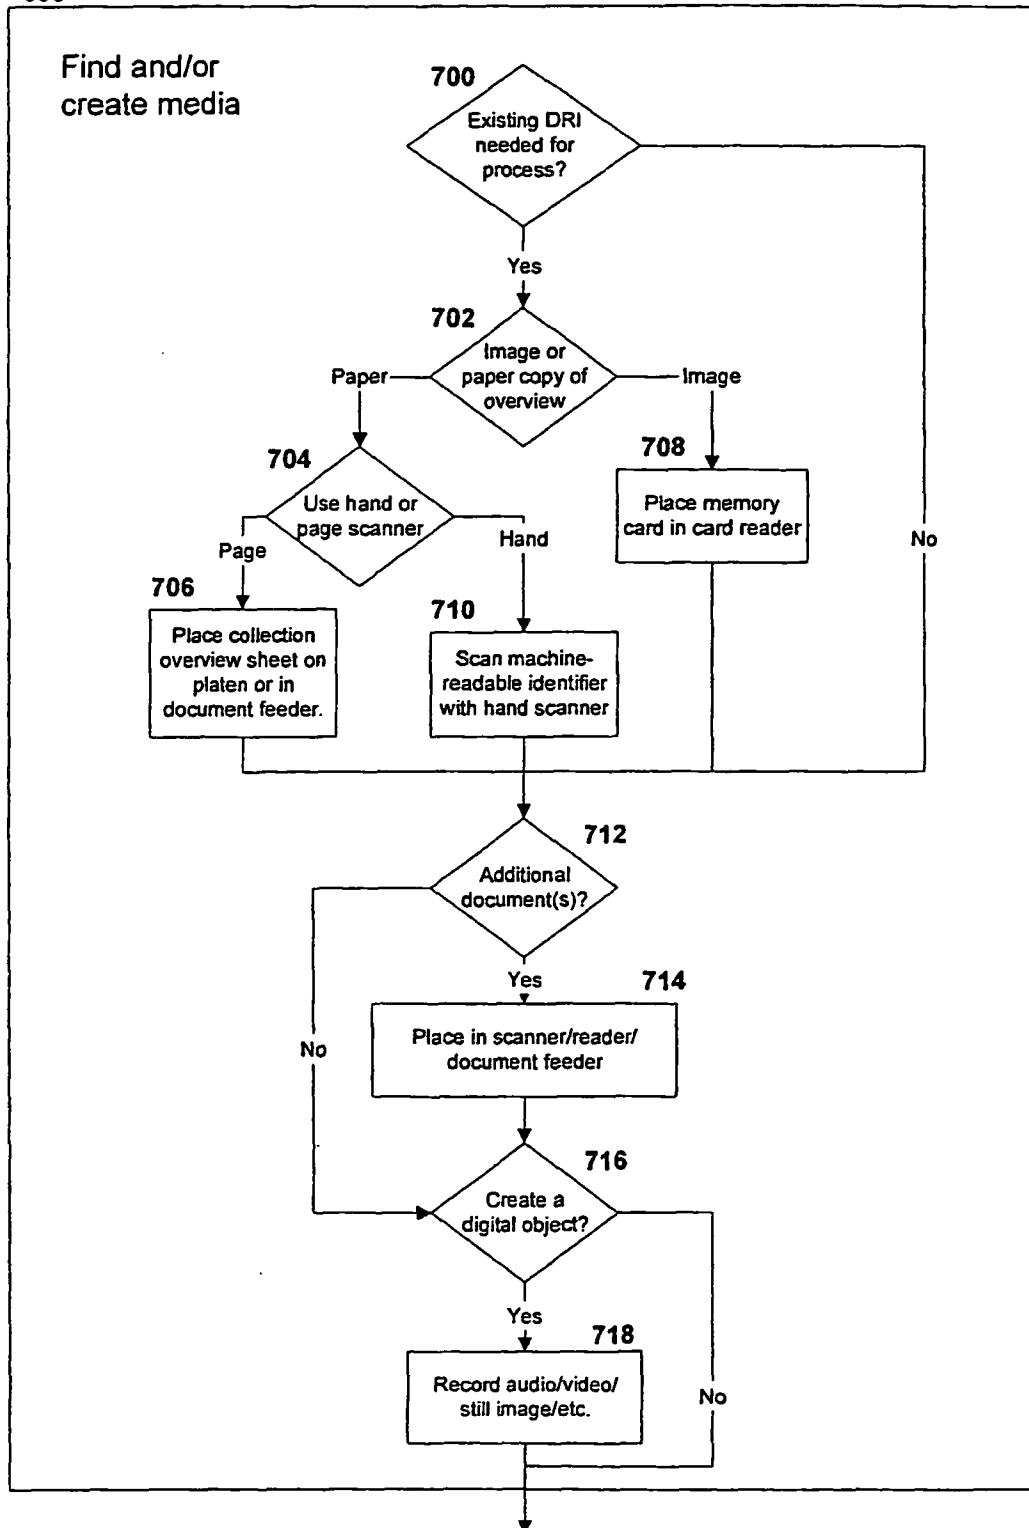 Find and/or
create media
700
Existing DRI
needed for
process?
Yes
702
Image or
paper copy of
overview
Paper
Image
704
Use hand or
page scanner
708
Place memory
card in card reader
No
Page
Hand
706
Place collection
overview sheet on
platen or in
document feeder.
710
Scan machine-
readable identifier
with hand scanner
712
Additional
document(s)?
Yes
714
Place in scanner/reader/
document feeder
No
716
Create a
digital object?
Yes
718
Record audio/video/
still image/etc.
No